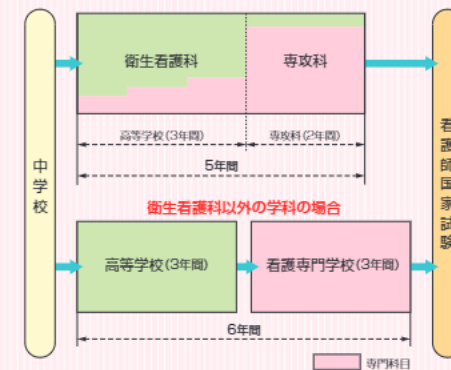 中学校
衛生看護科
専攻科
高等学校(3年間)
専攻科(2年間)
5年間
衛生看護科以外の学科の場合
高等学校(3年間)
看護専門学校(3年間)
6年間
専門科目
看護師国家試験